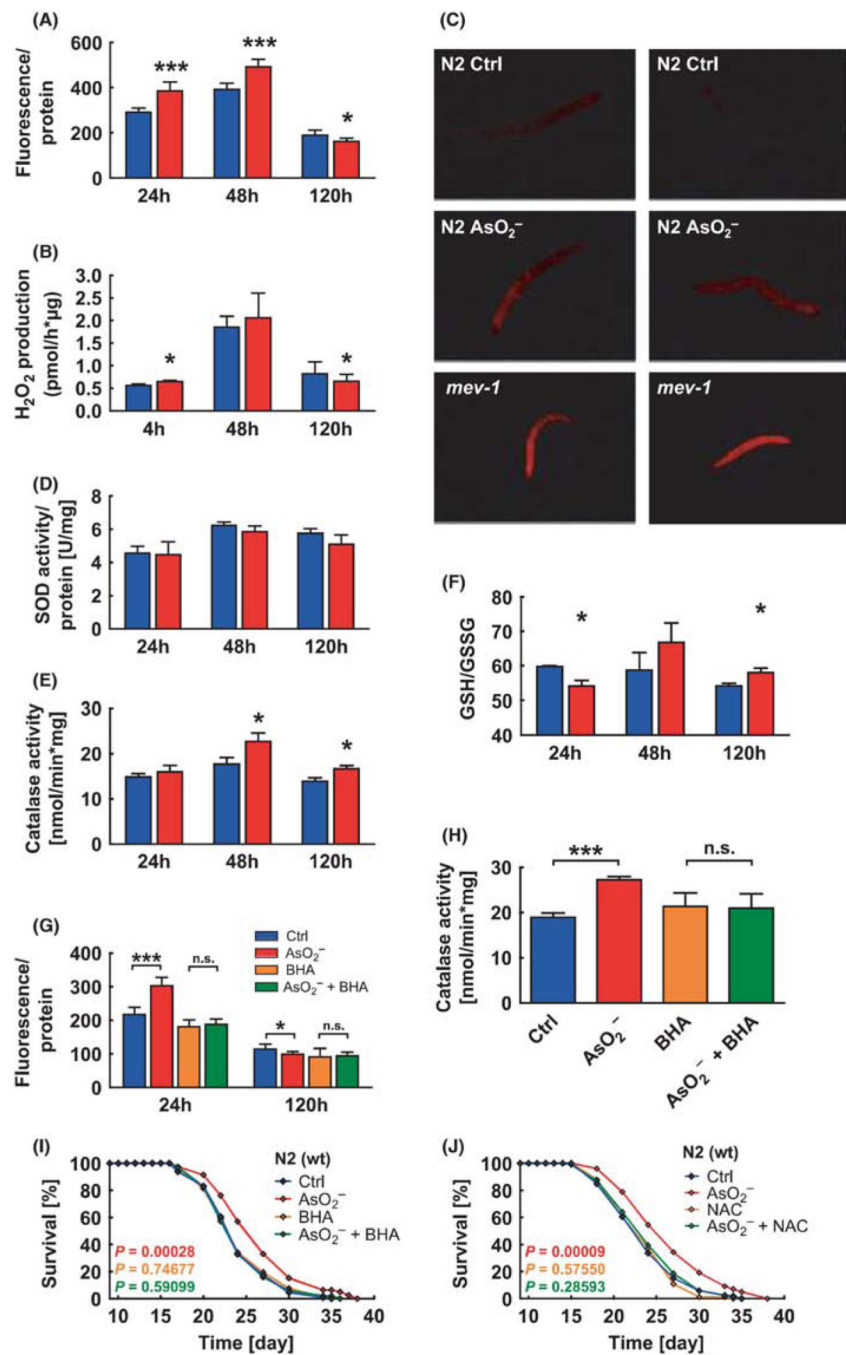 (A)
Fluorescence/
protein
600
400
200
0
***
***
*
24h
48h
120h
(B)
H₂O₂ production
(pmol/h*µg)
3.0
2.5
2.0
1.5
1.0
0.5
0.0
*
*
4h
48h
120h
(C)
N2 Ctrl
N2 Ctrl
N2 AsO₂⁻
N2 AsO₂⁻
mev-1
mev-1
(D)
SOD activity/
protein [U/mg]
8
6
4
2
0
24h
48h
120h
(E)
Catalase activity
[nmol/min*mg]
30
20
10
0
*
*
24h
48h
120h
(F)
GSH/GSSG
80
70
60
50
40
*
*
24h
48h
120h
(G)
Fluorescence/
protein
400
300
200
100
0
***
n.s.
*
n.s.
Ctrl
AsO₂⁻
BHA
AsO₂⁻ + BHA
24h
120h
(H)
Catalase activity
[nmol/min*mg]
40
30
20
10
0
***
n.s.
Ctrl
AsO₂⁻
BHA
AsO₂⁻ + BHA
(I)
Survival [%]
100
80
60
40
20
0
N2 (wt)
Ctrl
AsO₂⁻
BHA
AsO₂⁻ + BHA
P = 0.00028
P = 0.74677
P = 0.59099
10 15 20 25 30 35 40
Time [day]
(J)
Survival [%]
100
80
60
40
20
0
N2 (wt)
Ctrl
AsO₂⁻
NAC
AsO₂⁻ + NAC
P = 0.00009
P = 0.57550
P = 0.28593
10 15 20 25 30 35 40
Time [day]